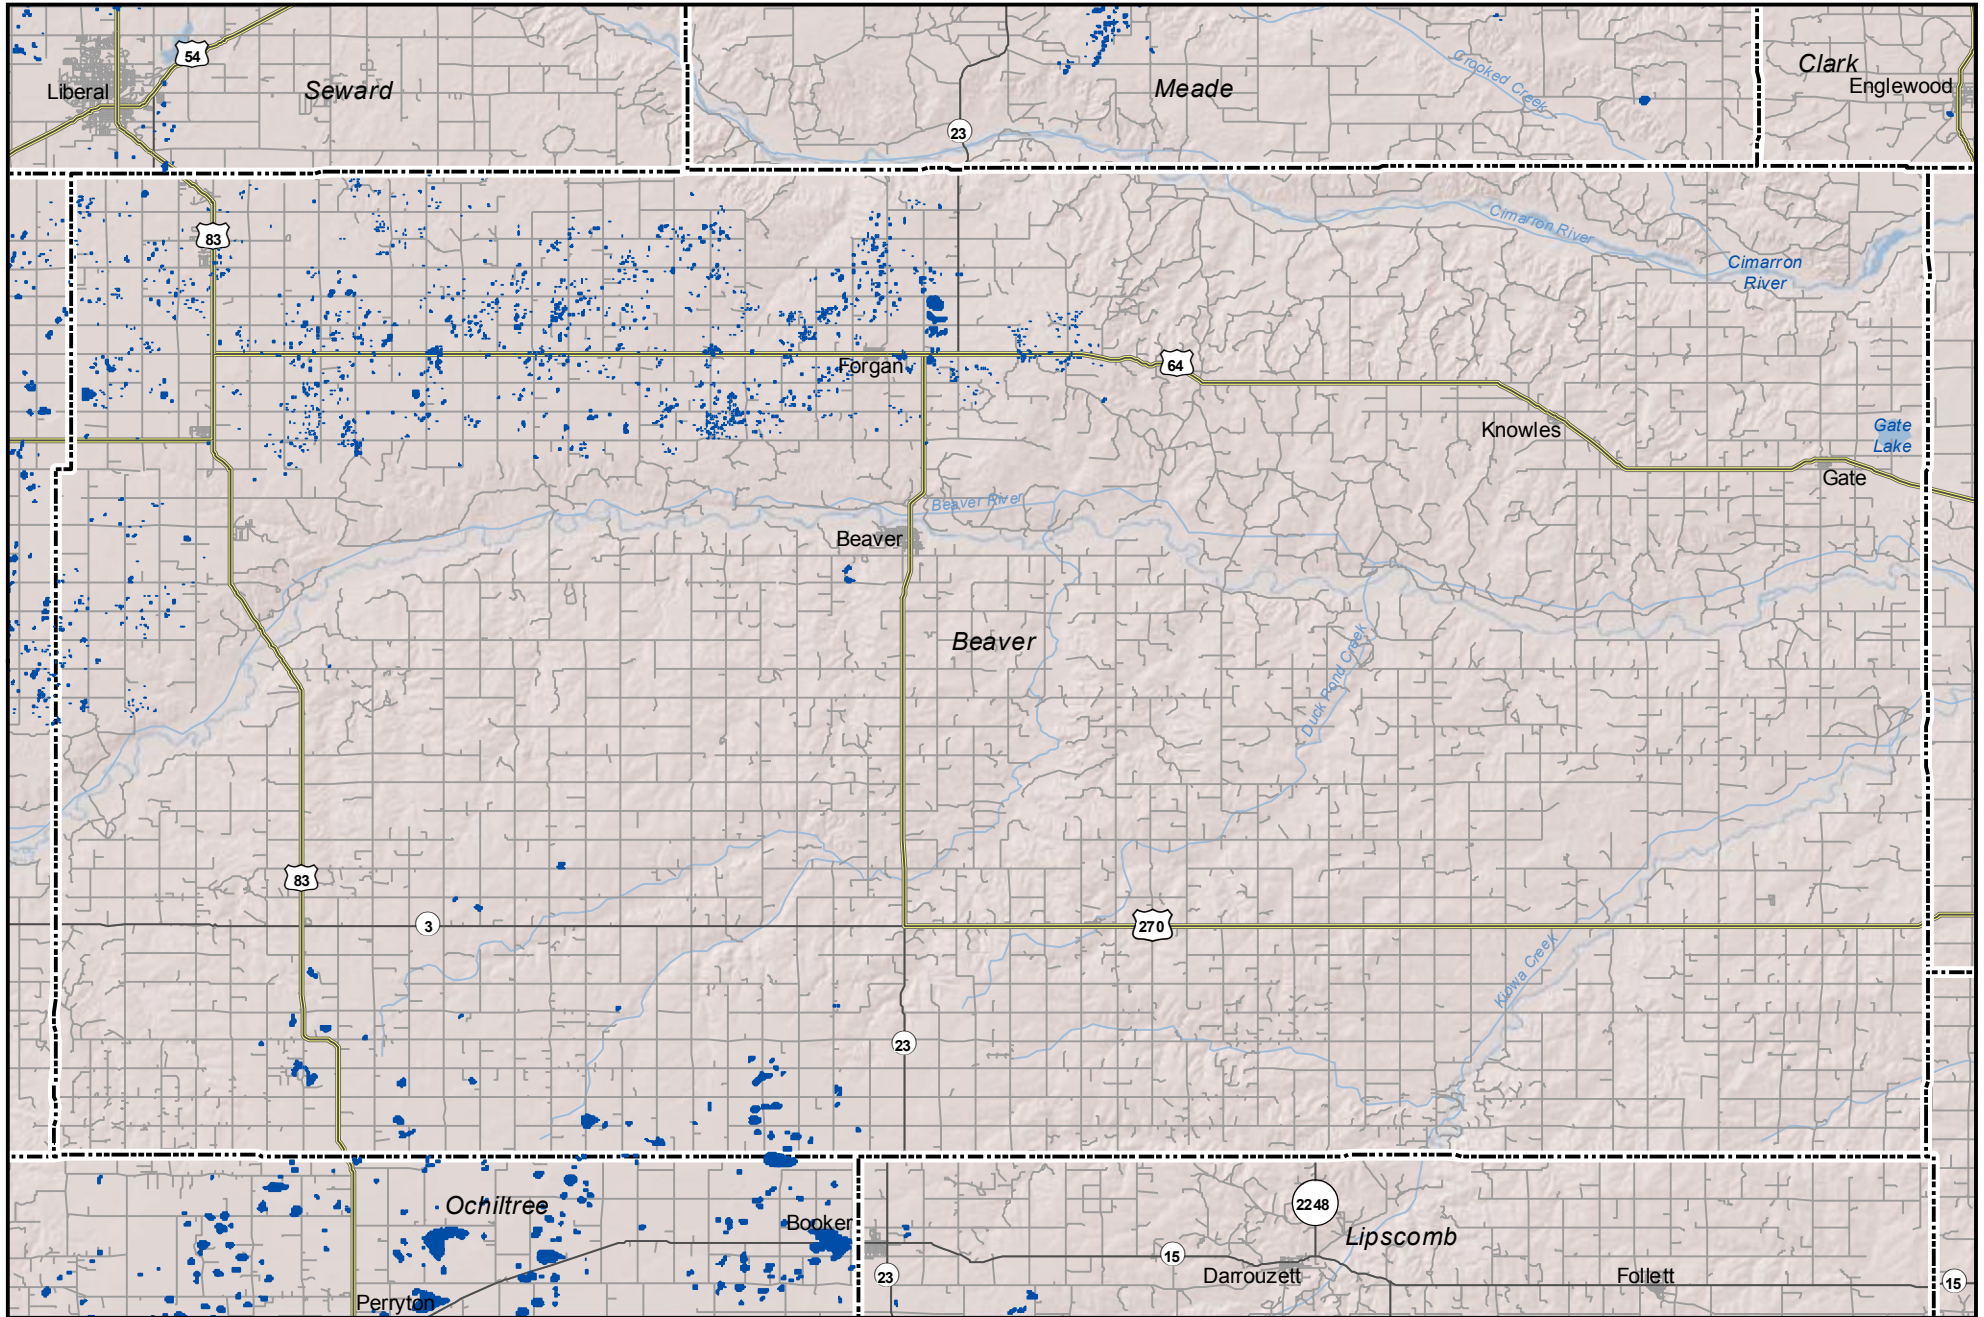 54
Liberal
Seward
Meade
Crooked Creek
Clark
Englewood
23
83
Cimarron River
Cimarron
River
Forgan
64
Knowles
Gate
Lake
Gate
Beaver River
Beaver
Beaver
Duck Pond Creek
83
3
270
Kiowa Creek
23
Ochiltree
Booker
2248
Lipscomb
15
23
Darrouzett
Follett
15
Perryton